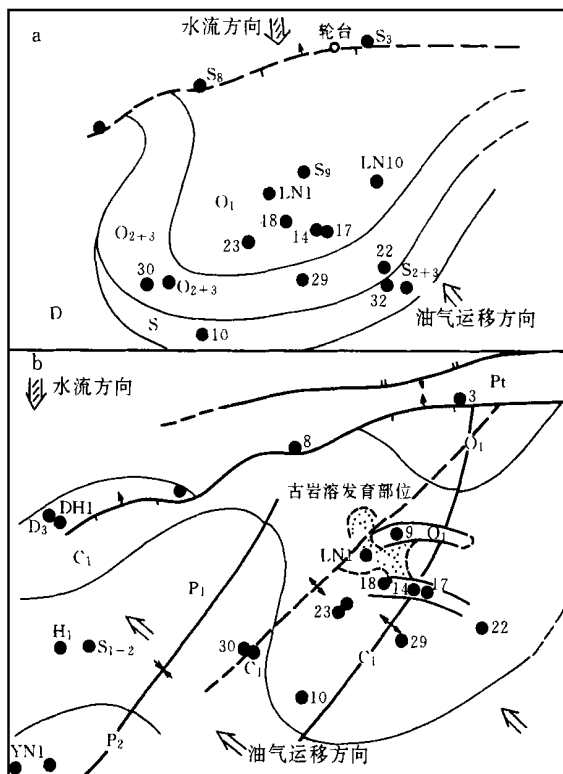 a
水流方向
轮台
S3
S8
S9
LN10
LN1
O1
18
14
17
23
O2+3
30
O2+3
29
22
S2+3
32
D
S
10
油气运移方向
b
水流方向
Pt
3
8
O1
古岩溶发育部位
D3
DH1
C1
9
O1
LN1
P1
18
14
17
23
H1
S1-2
30
C1
29
22
C1
10
P2
YN1
油气运移方向